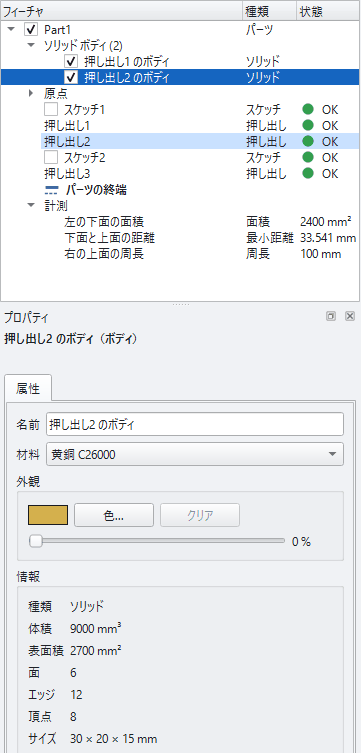 フィーチャ 種類 状態
Part1 パーツ
ソリッド ボディ (2)
押し出し1 のボディ ソリッド
押し出し2 のボディ ソリッド
原点
スケッチ1 スケッチ OK
押し出し1 押し出し OK
押し出し2 押し出し OK
スケッチ2 スケッチ OK
押し出し3 押し出し OK
パーツの終端
計測
左の下面の面積 面積 2400 mm²
下面と上面の距離 最小距離 33.541 mm
右の上面の周長 周長 100 mm
プロパティ
押し出し2 のボディ (ボディ)
属性
名前 押し出し2 のボディ
材料 黄銅 C26000
外観
色... クリア
0 %
情報
種類 ソリッド
体積 9000 mm³
表面積 2700 mm²
面 6
エッジ 12
頂点 8
サイズ 30 × 20 × 15 mm